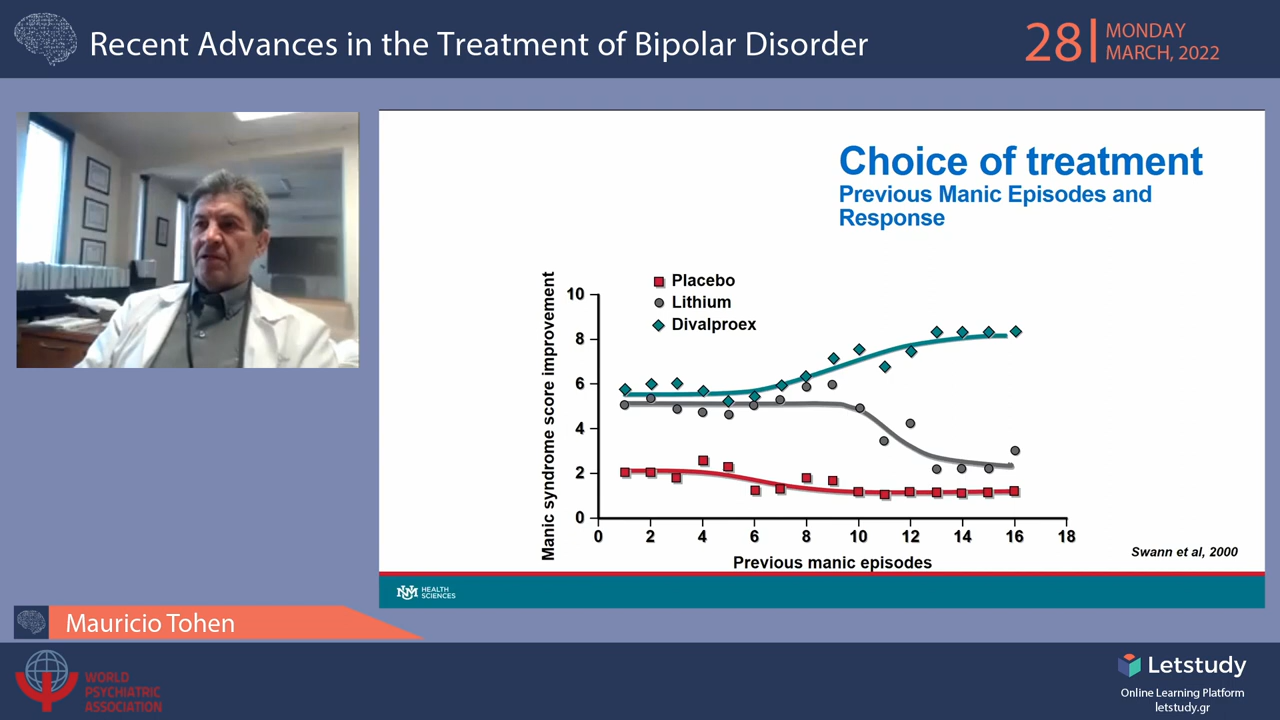 Recent Advances in the Treatment of Bipolar Disorder
28
MONDAY
MARCH, 2022
Choice of treatment
Previous Manic Episodes and
Response
Placebo
Lithium
Divalproex
Manic syndrome score improvement
10
8
6
4
2
0
0 2 4 6 8 10 12 14 16 18
Previous manic episodes
Swann et al, 2000
UNM HEALTH
SCIENCES
Mauricio Tohen
WORLD
PSYCHIATRIC
ASSOCIATION
Letstudy
Online Learning Platform
letstudy.gr